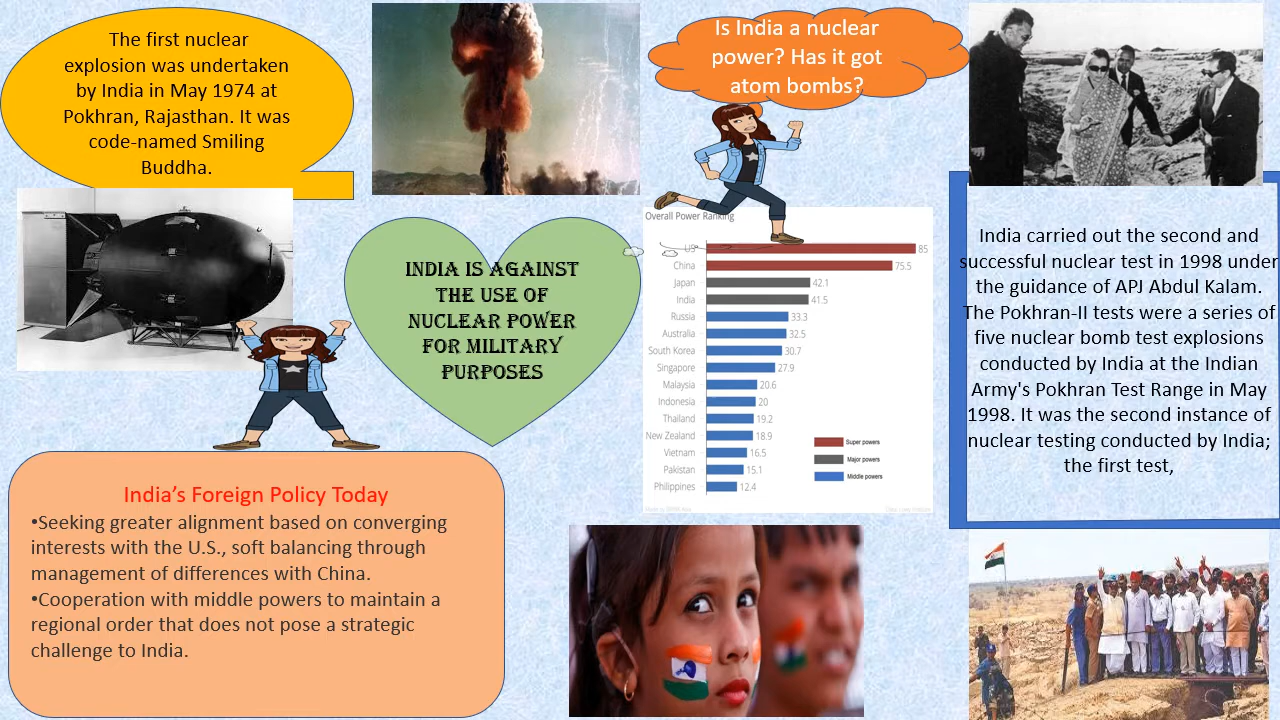 The first nuclear
explosion was undertaken
by India in May 1974 at
Pokhran, Rajasthan. It was
code-named Smiling
Buddha.
Is India a nuclear
power? Has it got
atom bombs?
INDIA IS AGAINST
THE USE OF
NUCLEAR POWER
FOR MILITARY
PURPOSES
Overall Power Ranking
US 85
China 75.5
Japan 42.1
India 41.5
Russia 33.3
Australia 32.5
South Korea 30.7
Singapore 27.9
Malaysia 20.6
Indonesia 20
Thailand 19.2
New Zealand 18.9
Vietnam 16.5
Pakistan 15.1
Philippines 12.4
Super powers
Major powers
Middle powers
India carried out the second and
successful nuclear test in 1998 under
the guidance of APJ Abdul Kalam.
The Pokhran-II tests were a series of
five nuclear bomb test explosions
conducted by India at the Indian
Army's Pokhran Test Range in May
1998. It was the second instance of
nuclear testing conducted by India;
the first test,
India’s Foreign Policy Today
•Seeking greater alignment based on converging
interests with the U.S., soft balancing through
management of differences with China.
•Cooperation with middle powers to maintain a
regional order that does not pose a strategic
challenge to India.